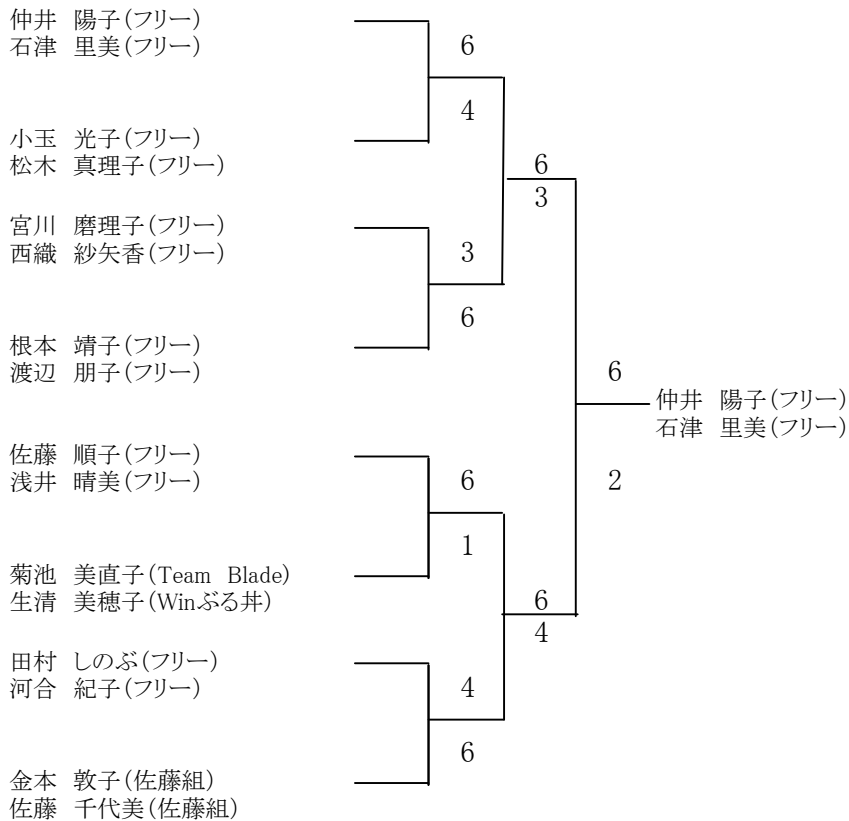 仲井 陽子(フリー)
石津 里美(フリー)
6
4
小玉 光子(フリー)
松木 真理子(フリー)
6
3
宮川 磨理子(フリー)
西織 紗矢香(フリー)
3
6
根本 靖子(フリー)
渡辺 朋子(フリー)
6
仲井 陽子(フリー)
石津 里美(フリー)
2
佐藤 順子(フリー)
浅井 晴美(フリー)
6
1
菊池 美直子(Team Blade)
生清 美穂子(Winぶる丼)
6
4
田村 しのぶ(フリー)
河合 紀子(フリー)
4
6
金本 敦子(佐藤組)
佐藤 千代美(佐藤組)